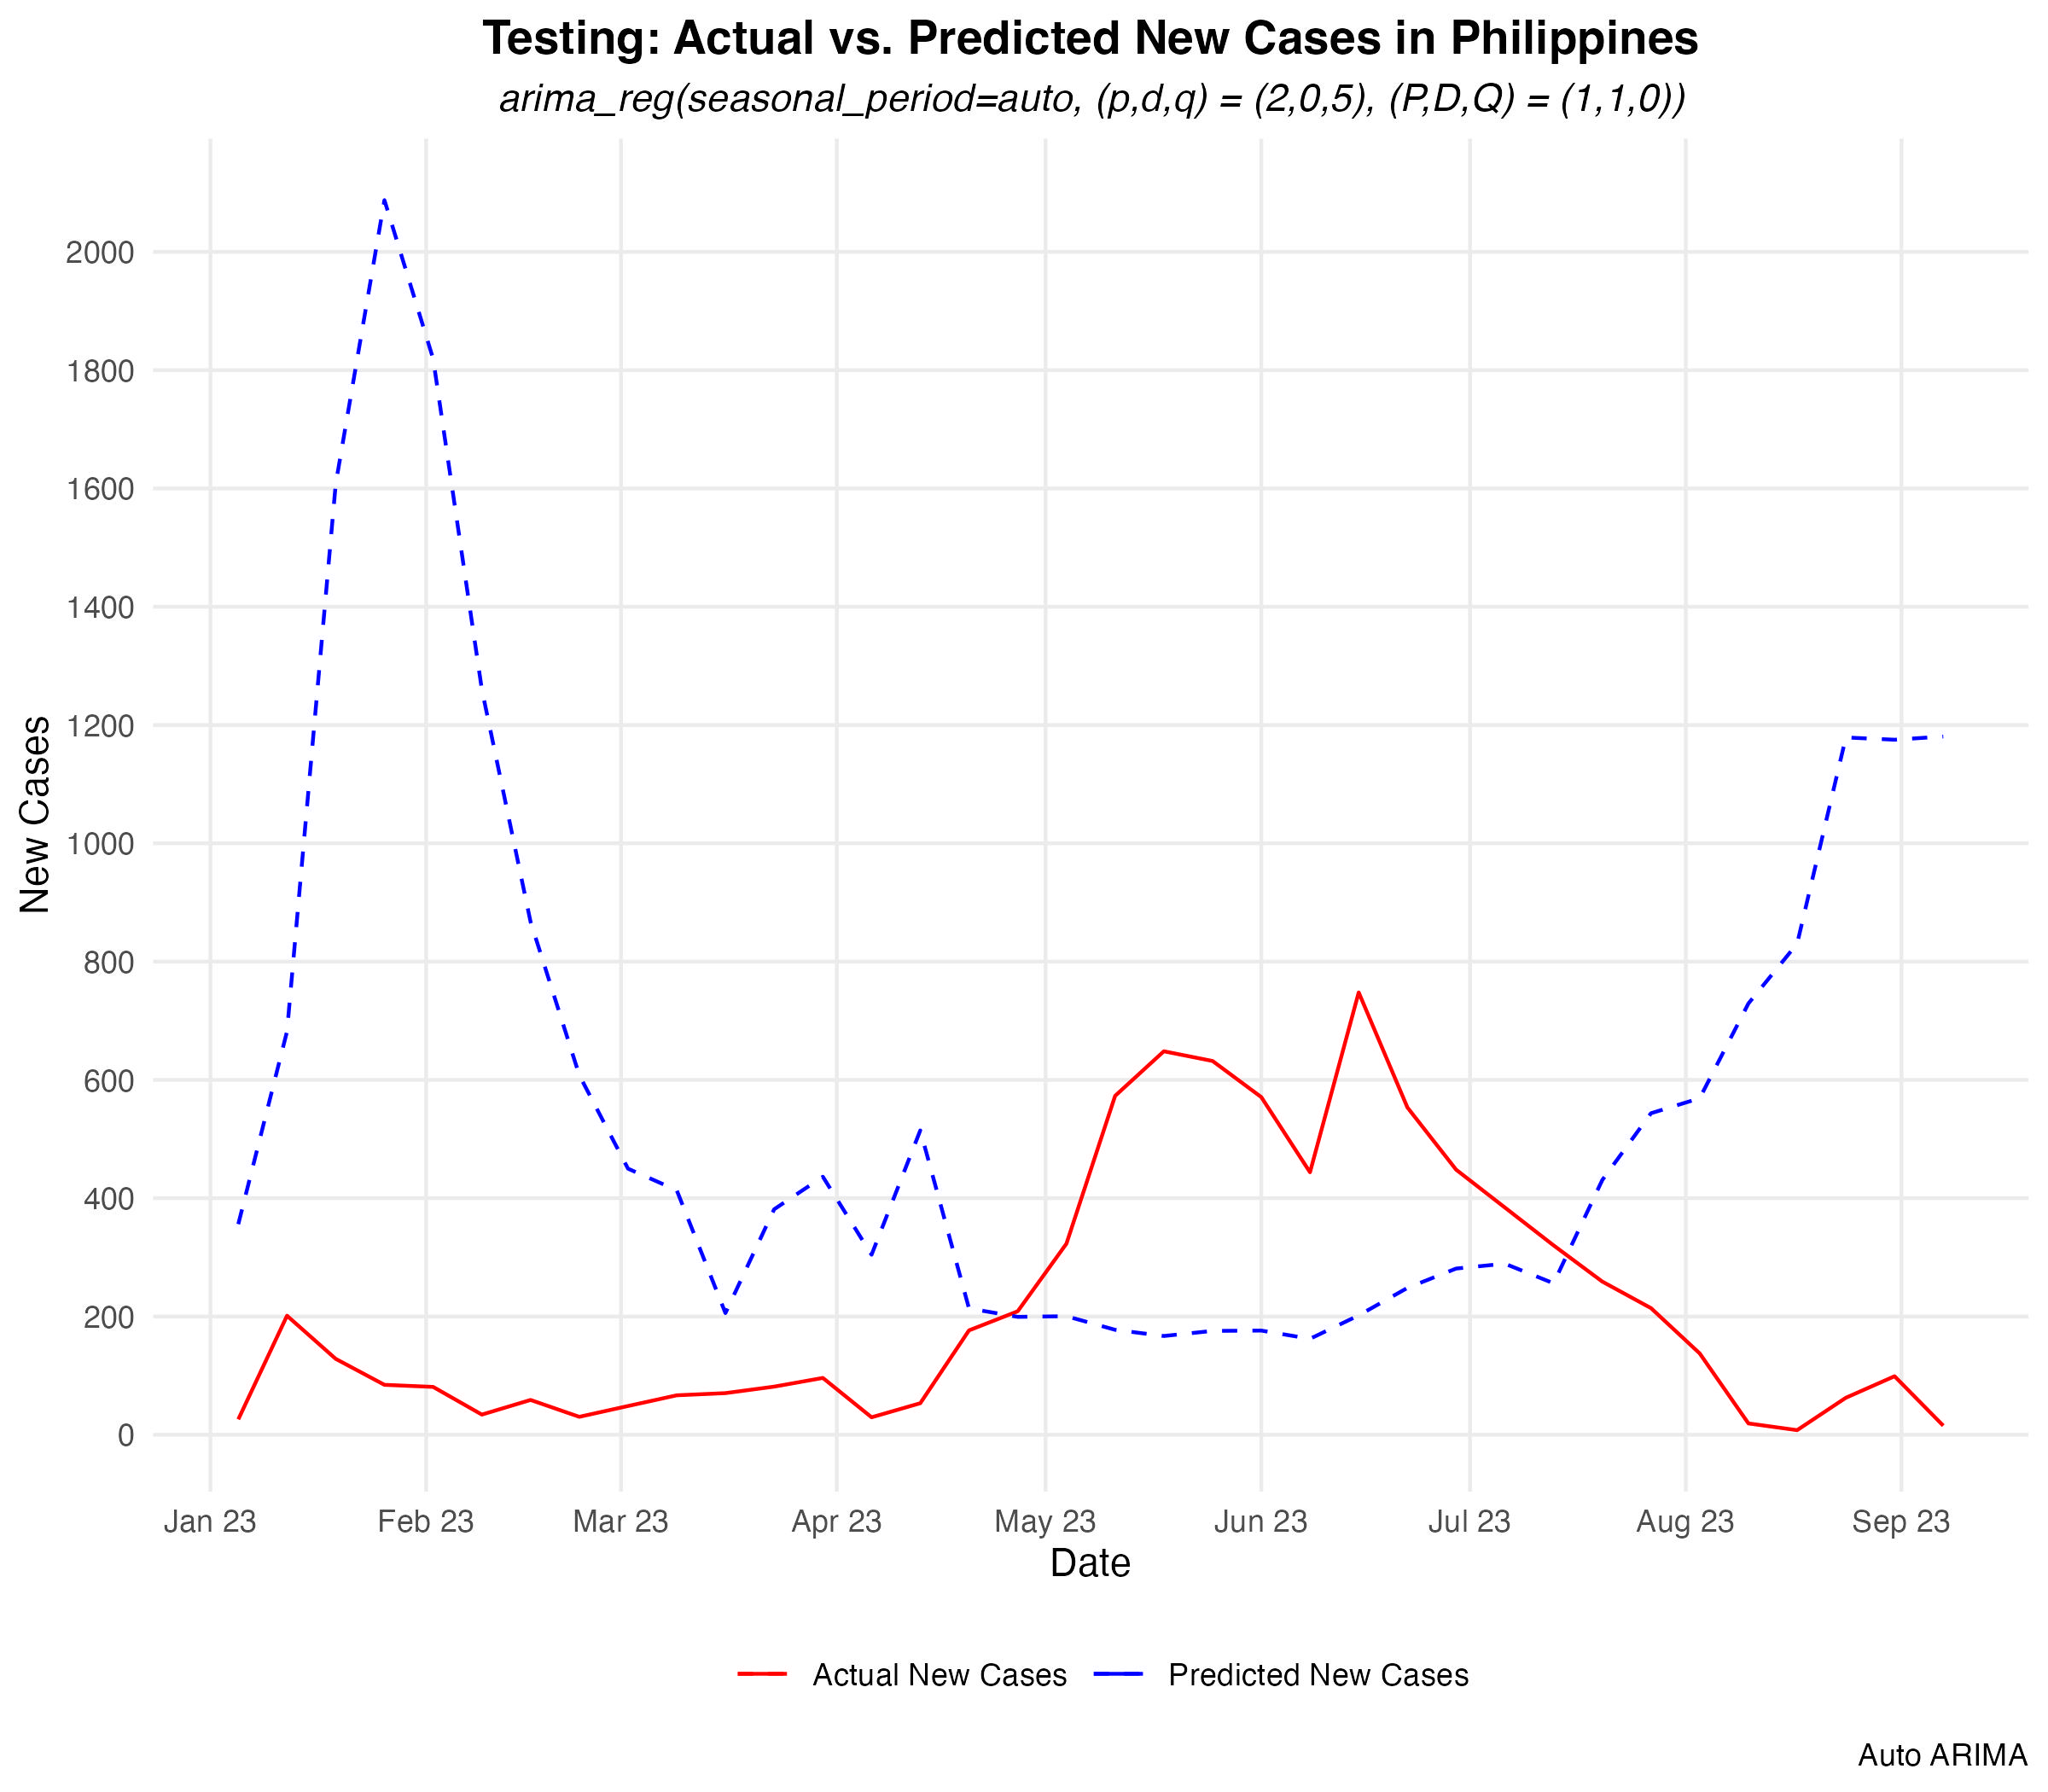 Testing: Actual vs. Predicted New Cases in Philippines
arima_reg(seasonal_period=auto, (p,d,q) = (2,0,5), (P,D,Q) = (1,1,0))
New Cases
2000
1800
1600
1400
1200
1000
800
600
400
200
0
Jan 23 Feb 23 Mar 23 Apr 23 May 23 Jun 23 Jul 23 Aug 23 Sep 23
Date
Actual New Cases Predicted New Cases
Auto ARIMA